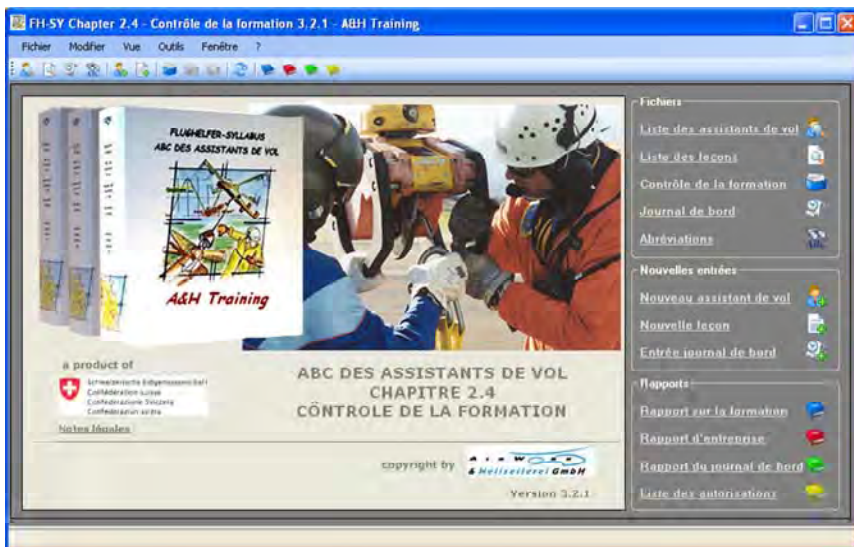 FH-SY Chapter 2.4 - Contrôle de la formation 3.2.1 - A&H Training
Fichier Modifier Vue Outils Fenêtre ?
FLUGHELFER-SYLLABUS
ABC DES ASSISTANTS DE VOL
A&H Training
a product of
Schweizerische Eidgenossenschaft
Confédération suisse
Confederazione Svizzera
Confederaziun svizra
Notes légales
ABC DES ASSISTANTS DE VOL
CHAPITRE 2.4
CÔNTROLE DE LA FORMATION
copyright by
& Heliseilerei GmbH
Version 3.2.1
Fichiers
Liste des assistants de vol
Liste des leçons
Contrôle de la formation
Journal de bord
Abréviations
Nouvelles entrées
Nouveau assistant de vol
Nouvelle leçon
Entrée journal de bord
Rapports
Rapport sur la formation
Rapport d'entreprise
Rapport du journal de bord
Liste des autorisations